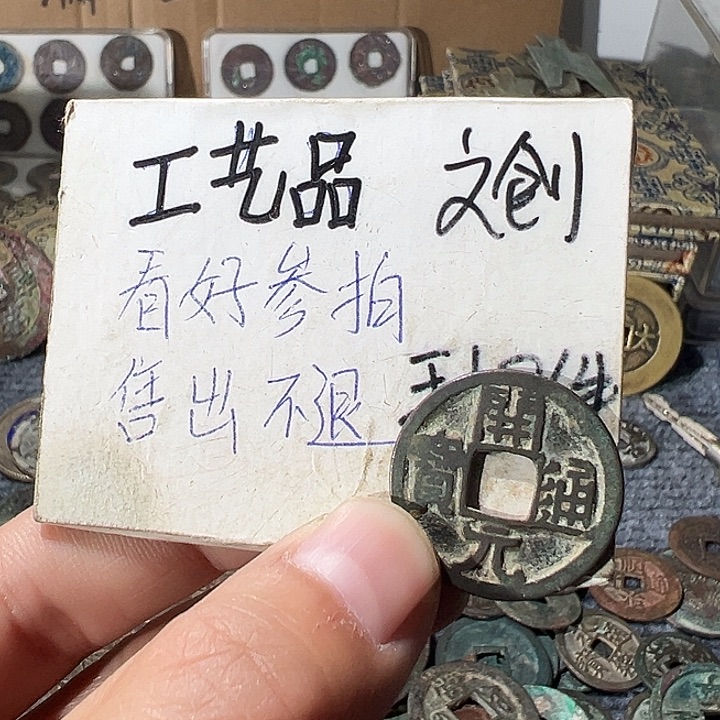 工艺品 文创
看好参拍
售出不退
開元通寶